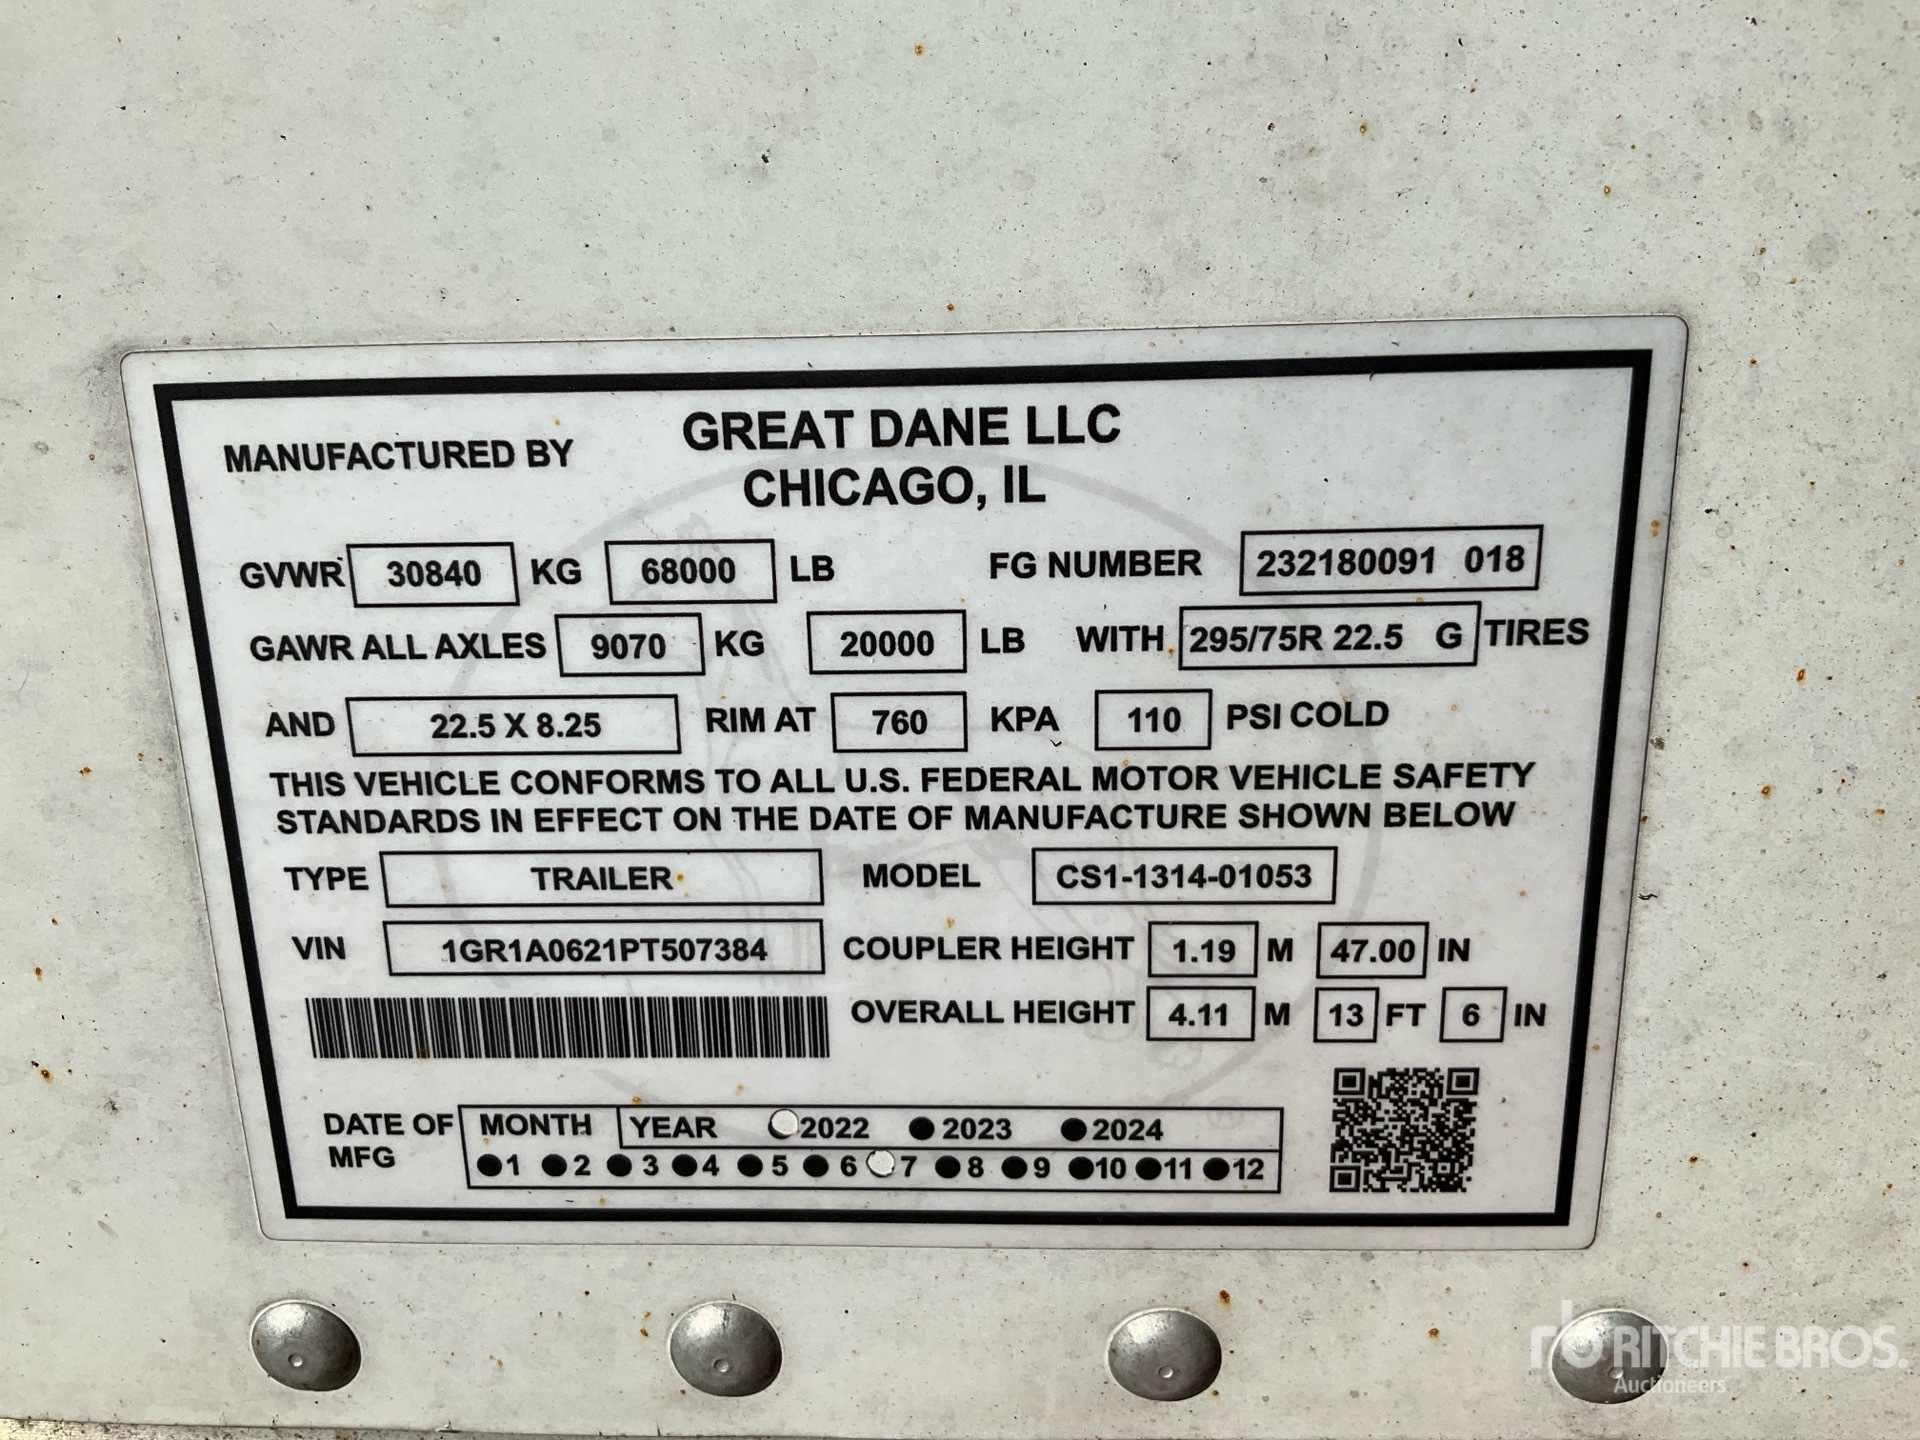 MANUFACTURED BY GREAT DANE LLC
CHICAGO, IL
GVWR 30840 KG 68000 LB FG NUMBER 232180091 018
GAWR ALL AXLES 9070 KG 20000 LB WITH 295/75R 22.5 G TIRES
AND 22.5 X 8.25 RIM AT 760 KPA 110 PSI COLD
THIS VEHICLE CONFORMS TO ALL U.S. FEDERAL MOTOR VEHICLE SAFETY
STANDARDS IN EFFECT ON THE DATE OF MANUFACTURE SHOWN BELOW
TYPE TRAILER MODEL CS1-1314-01053
VIN 1GR1A0621PT507384 COUPLER HEIGHT 1.19 M 47.00 IN
OVERALL HEIGHT 4.11 M 13 FT 6 IN
DATE OF MFG MONTH YEAR 2022 2023 2024
1 2 3 4 5 6 7 8 9 10 11 12
rb RITCHIE BROS.
Auctioneers